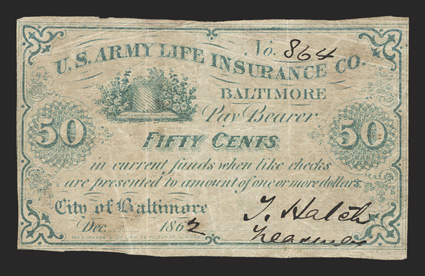 No. 864
U.S. ARMY LIFE INSURANCE CO.
BALTIMORE
Pay Bearer
50 FIFTY CENTS 50
in current funds when like checks
are presented to amount of one or more dollars.
City of Baltimore
Dec. 1862 T. Hatch
Treasurer